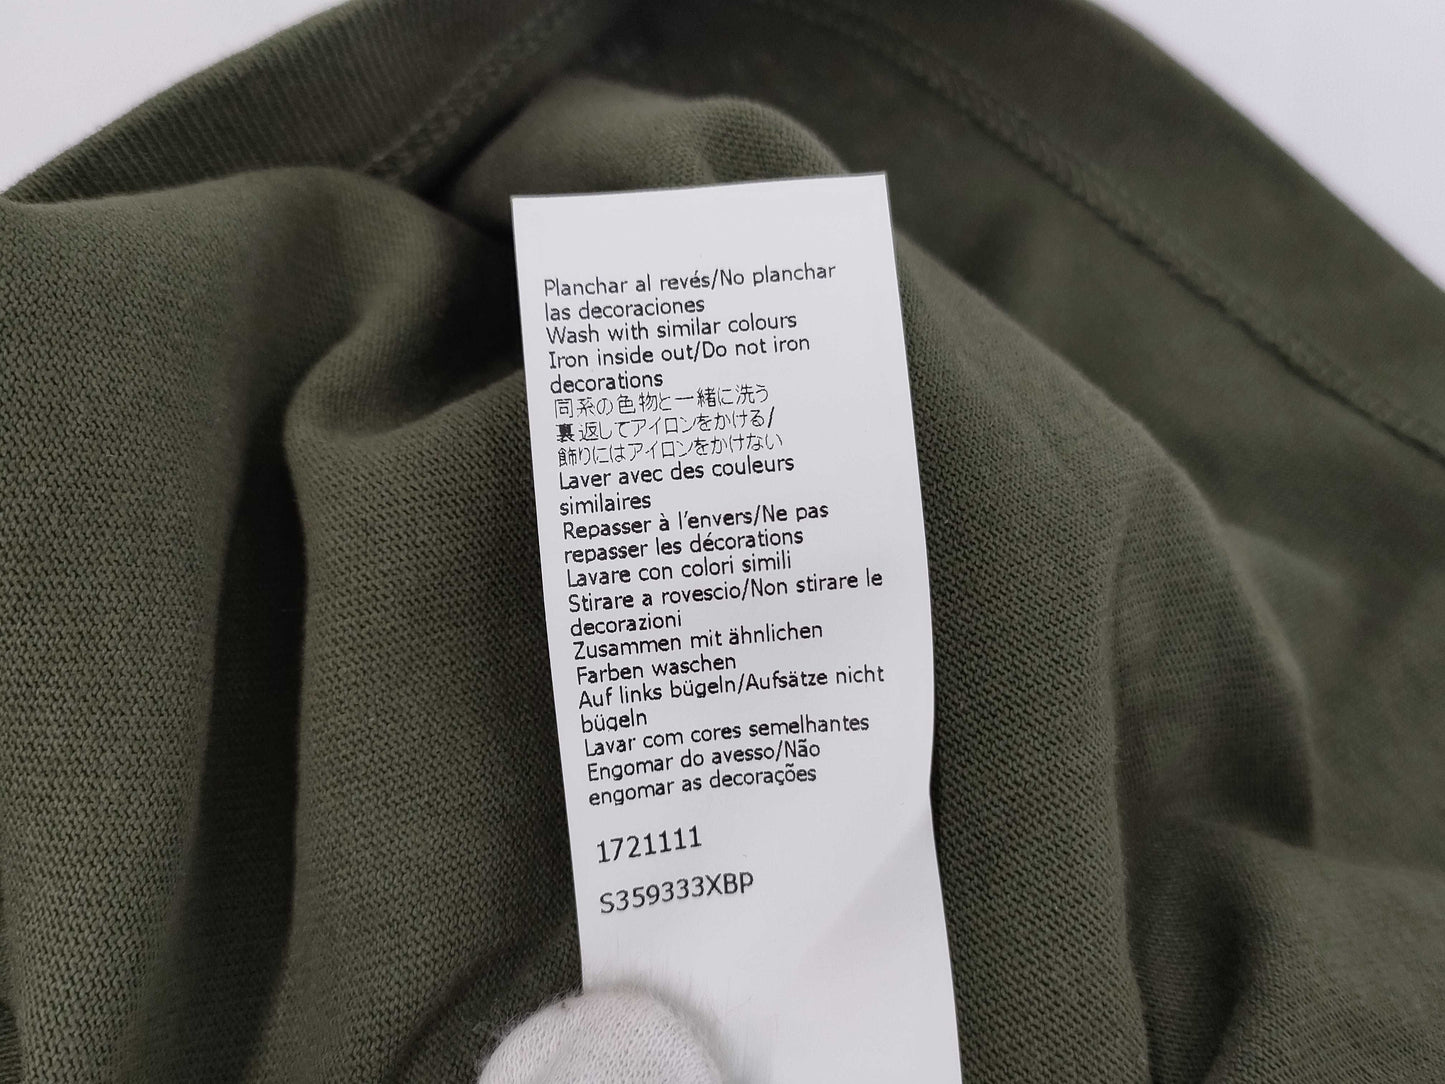 Planchar al revés/No planchar
las decoraciones
Wash with similar colours
Iron inside out/Do not iron
decorations
同系の色物と一緒に洗う
裏返してアイロンをかける/
飾りにはアイロンをかけない
Laver avec des couleurs
similaires
Repasser à l'envers/Ne pas
repasser les décorations
Lavare con colori simili
Stirare a rovescio/Non stirare le
decorazioni
Zusammen mit ähnlichen
Farben waschen
Auf links bügeln/Aufsätze nicht
bügeln
Lavar com cores semelhantes
Engomar do avesso/Não
engomar as decorações
1721111
S359333XBP